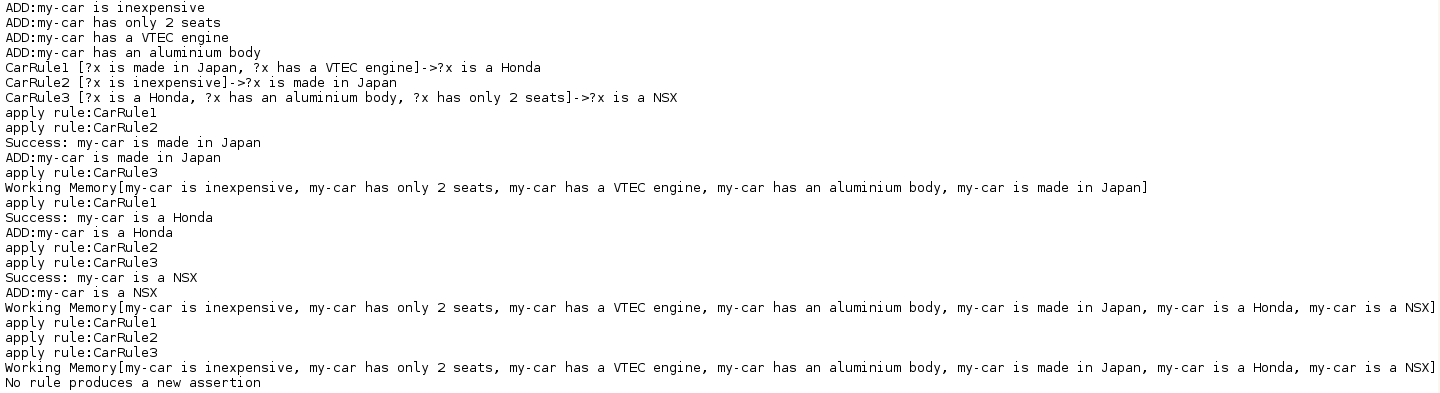 ADD:my-car is inexpensive
ADD:my-car has only 2 seats
ADD:my-car has a VTEC engine
ADD:my-car has an aluminium body
CarRule1 [?x is made in Japan, ?x has a VTEC engine]->?x is a Honda
CarRule2 [?x is inexpensive]->?x is made in Japan
CarRule3 [?x is a Honda, ?x has an aluminium body, ?x has only 2 seats]->?x is a NSX
apply rule:CarRule1
apply rule:CarRule2
Success: my-car is made in Japan
ADD:my-car is made in Japan
apply rule:CarRule3
Working Memory[my-car is inexpensive, my-car has only 2 seats, my-car has a VTEC engine, my-car has an aluminium body, my-car is made in Japan]
apply rule:CarRule1
Success: my-car is a Honda
ADD:my-car is a Honda
apply rule:CarRule2
apply rule:CarRule3
Success: my-car is a NSX
ADD:my-car is a NSX
Working Memory[my-car is inexpensive, my-car has only 2 seats, my-car has a VTEC engine, my-car has an aluminium body, my-car is made in Japan, my-car is a Honda, my-car is a NSX]
apply rule:CarRule1
apply rule:CarRule2
apply rule:CarRule3
Working Memory[my-car is inexpensive, my-car has only 2 seats, my-car has a VTEC engine, my-car has an aluminium body, my-car is made in Japan, my-car is a Honda, my-car is a NSX]
No rule produces a new assertion